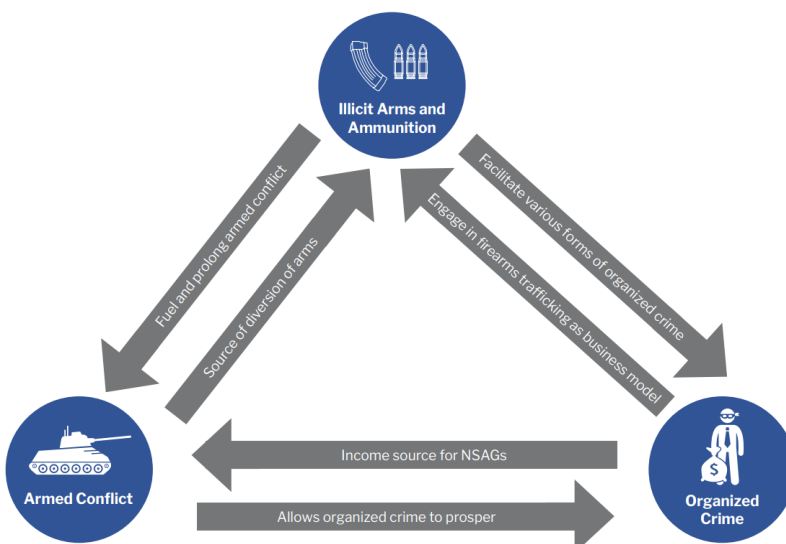 Illicit Arms and
Ammunition
Fuel and prolong armed conflict
Source of diversion of arms
Engage in firearms trafficking as business model
Facilitate various forms of organized crime
Armed Conflict
Income source for NSAGs
Allows organized crime to prosper
$
Organized
Crime